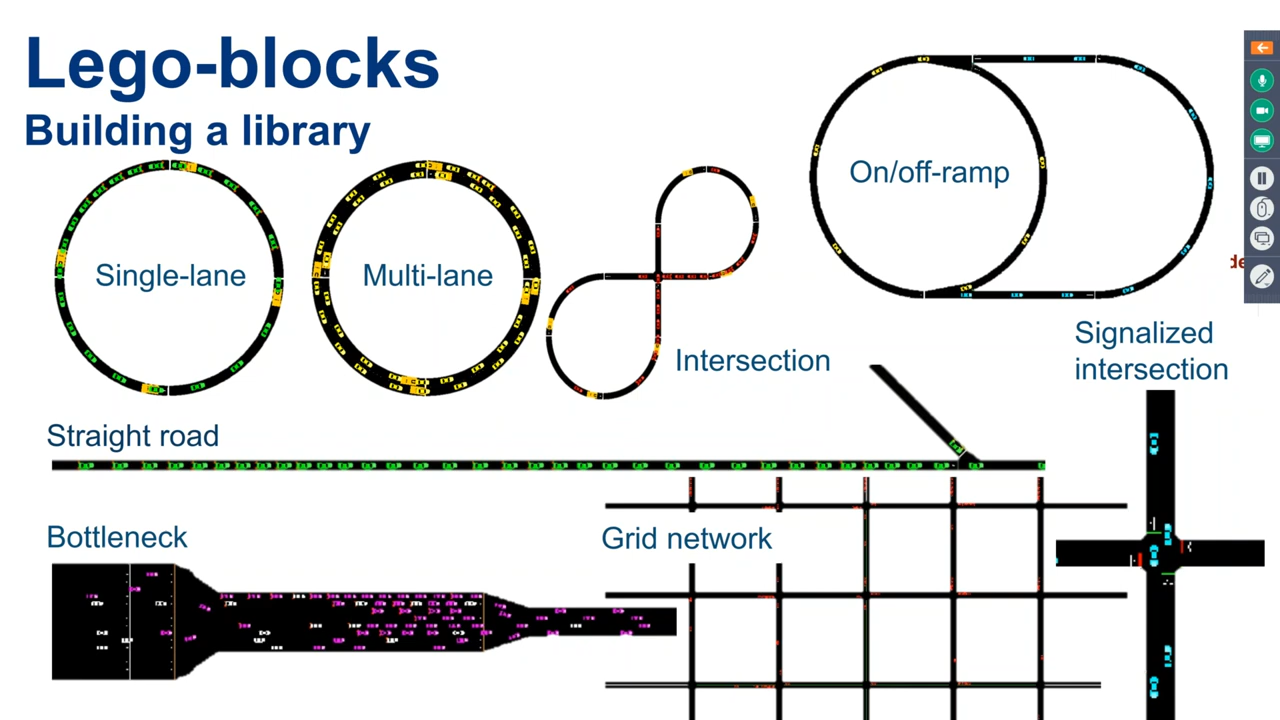 Lego-blocks
Building a library
On/off-ramp
Single-lane
Multi-lane
de
Signalized
intersection
Intersection
Straight road
Bottleneck
Grid network